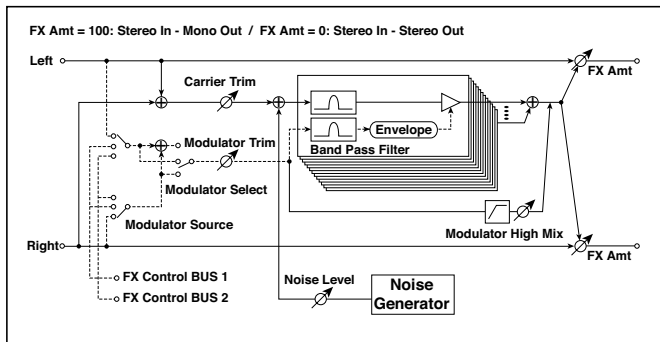 FX Amt = 100: Stereo In - Mono Out / FX Amt = 0: Stereo In - Stereo Out
Left
FX Amt
Carrier Trim
Envelope
Band Pass Filter
Modulator Trim
Modulator Select
Modulator Source
Modulator High Mix
Right
FX Amt
FX Control BUS 1
FX Control BUS 2
Noise Level
Noise
Generator